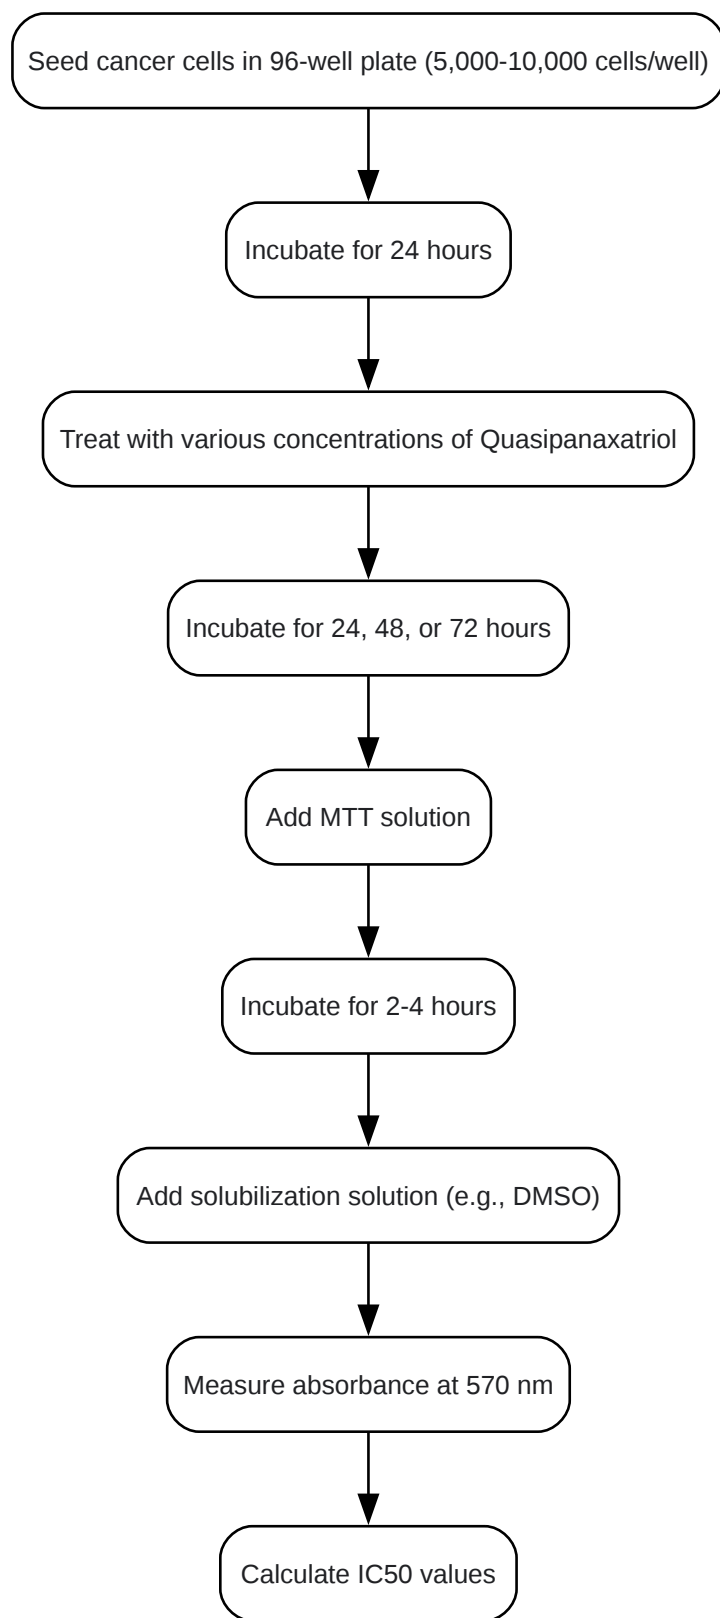 Seed cancer cells in 96-well plate (5,000-10,000 cells/well)
Incubate for 24 hours
Treat with various concentrations of Quasipanaxatriol
Incubate for 24, 48, or 72 hours
Add MTT solution
Incubate for 2-4 hours
Add solubilization solution (e.g., DMSO)
Measure absorbance at 570 nm
Calculate IC50 values